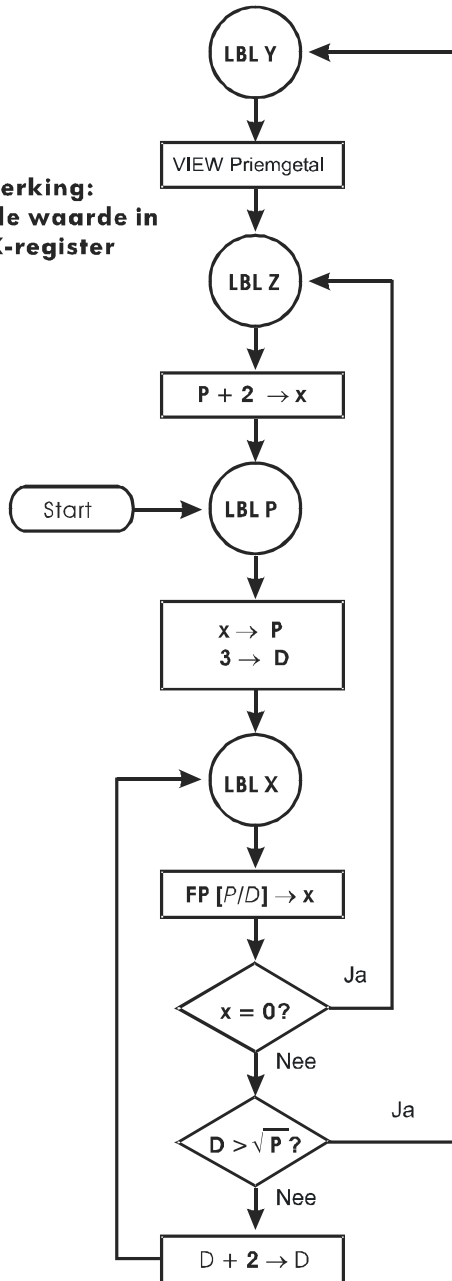 LBL Y
VIEW Priemgetal
erking:
de waarde in
X-register
LBL Z
P + 2 → x
Start
LBL P
x → P
3 → D
LBL X
FP [P/D] → x
Ja
x = 0?
Nee
Ja
D > √P?
Nee
D + 2 → D